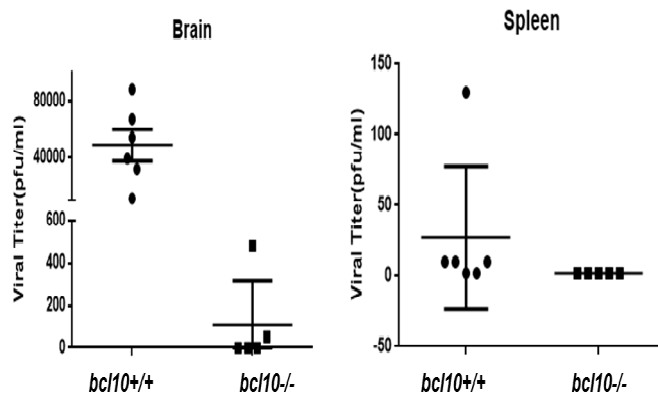 Brain
Viral Titer(pfu/ml)
80000
40000
600
400
200
0
bcl10+/+
bcl10-/-
Spleen
Viral Titer(pfu/ml)
150
100
50
0
-50
bcl10+/+
bcl10-/-